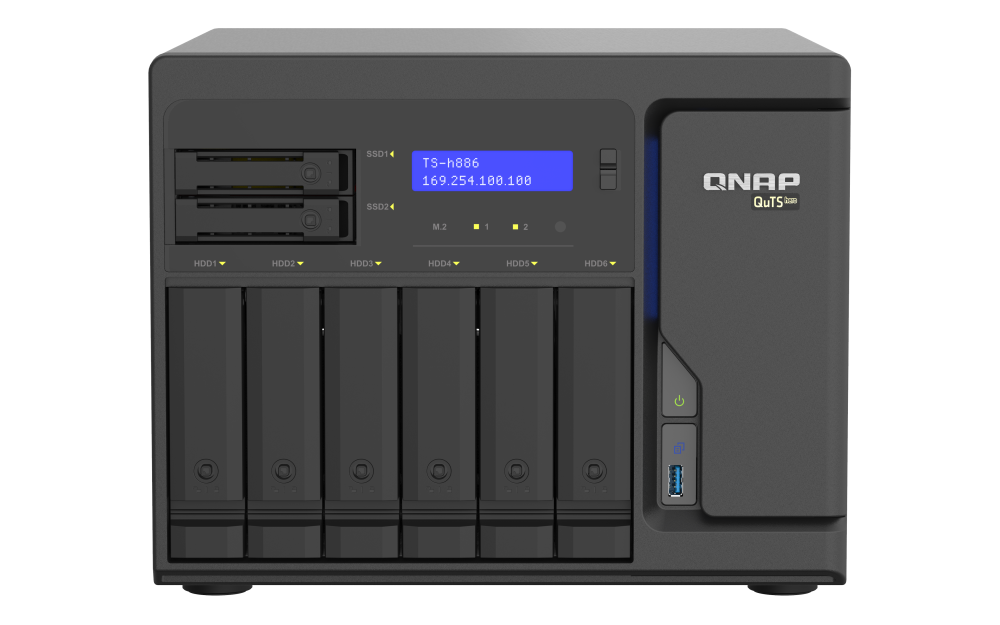 SSD1
TS-h886
169.254.100.100
SSD2
M.2 1 2
HDD1 HDD2 HDD3 HDD4 HDD5 HDD6
QNAP
QuTS hero